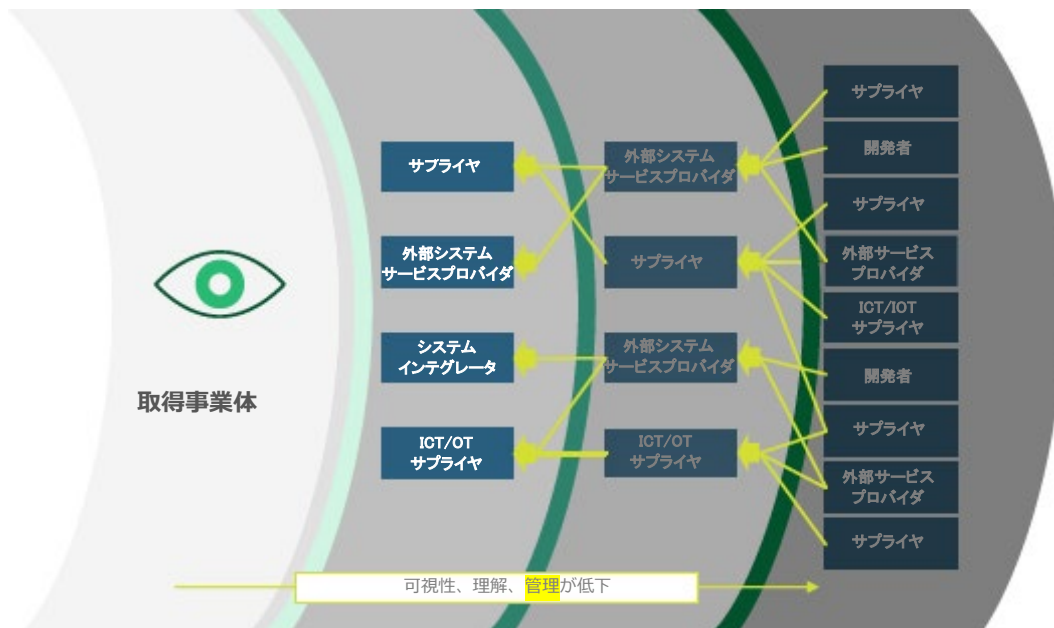 取得事業体
サプライヤ
外部システム
サービスプロバイダ
システム
インテグレータ
ICT/OT
サプライヤ
外部システム
サービスプロバイダ
サプライヤ
外部システム
サービスプロバイダ
ICT/OT
サプライヤ
サプライヤ
開発者
サプライヤ
外部サービス
プロバイダ
ICT/IOT
サプライヤ
開発者
サプライヤ
外部サービス
プロバイダ
サプライヤ
可視性、理解、管理が低下